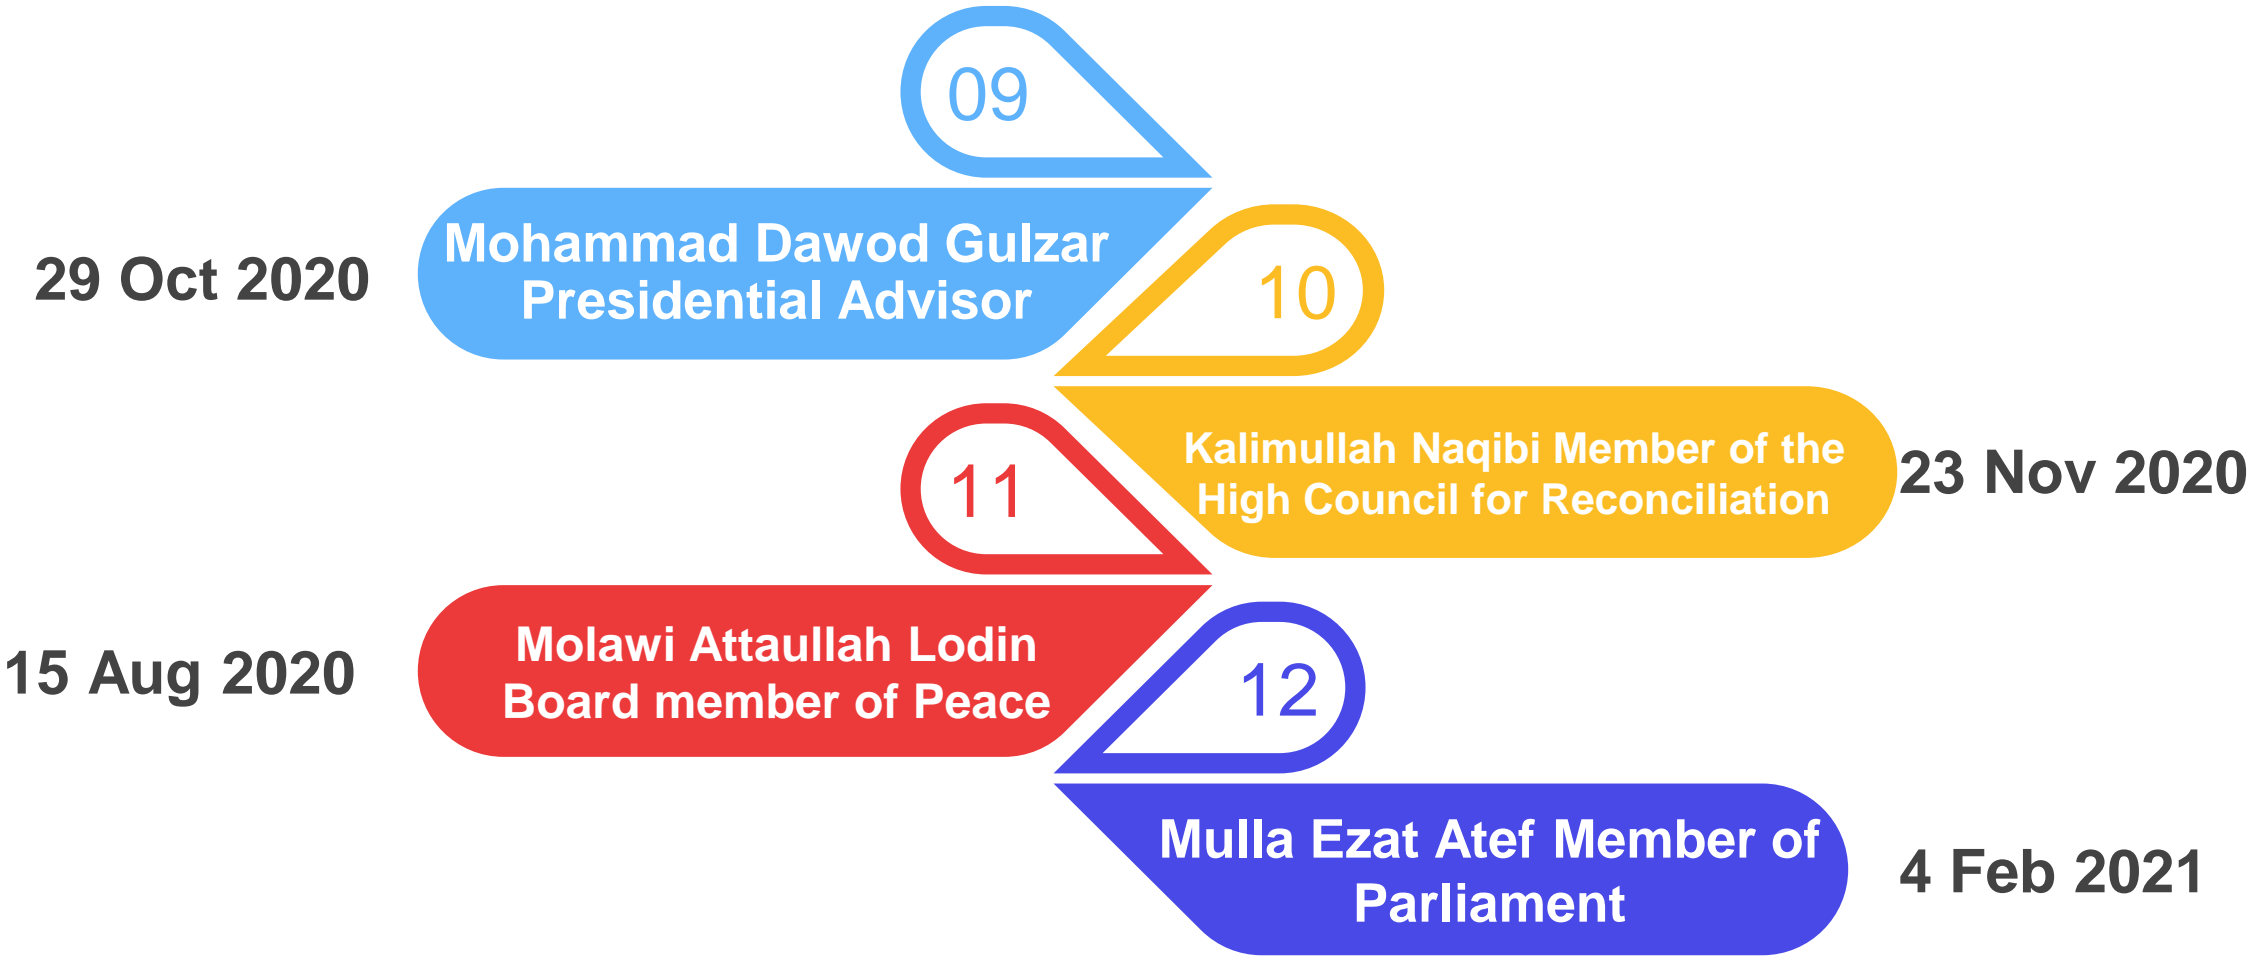 09
Mohammad Dawod Gulzar
Presidential Advisor
29 Oct 2020
10
Kalimullah Naqibi Member of the
High Council for Reconciliation
23 Nov 2020
11
Molawi Attaullah Lodin
Board member of Peace
15 Aug 2020
12
Mulla Ezat Atef Member of
Parliament
4 Feb 2021